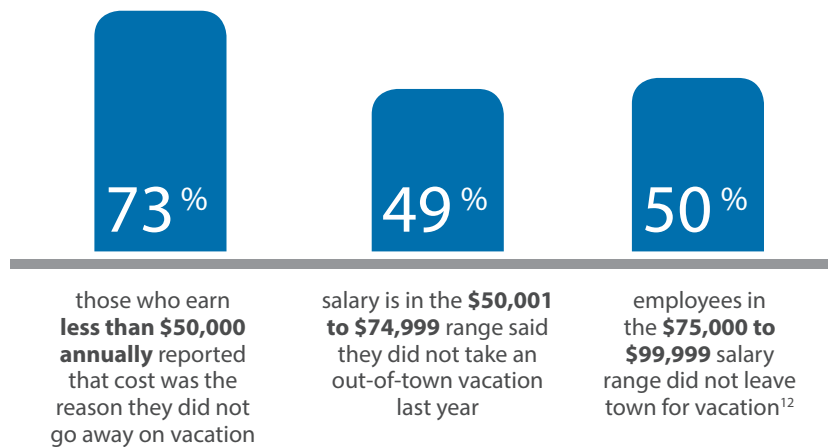 73 %
49 %
50 %
those who earn
less than $50,000
annually reported
that cost was the
reason they did not
go away on vacation
salary is in the $50,001
to $74,999 range said
they did not take an
out-of-town vacation
last year
employees in
the $75,000 to
$99,999 salary
range did not leave
town for vacation12